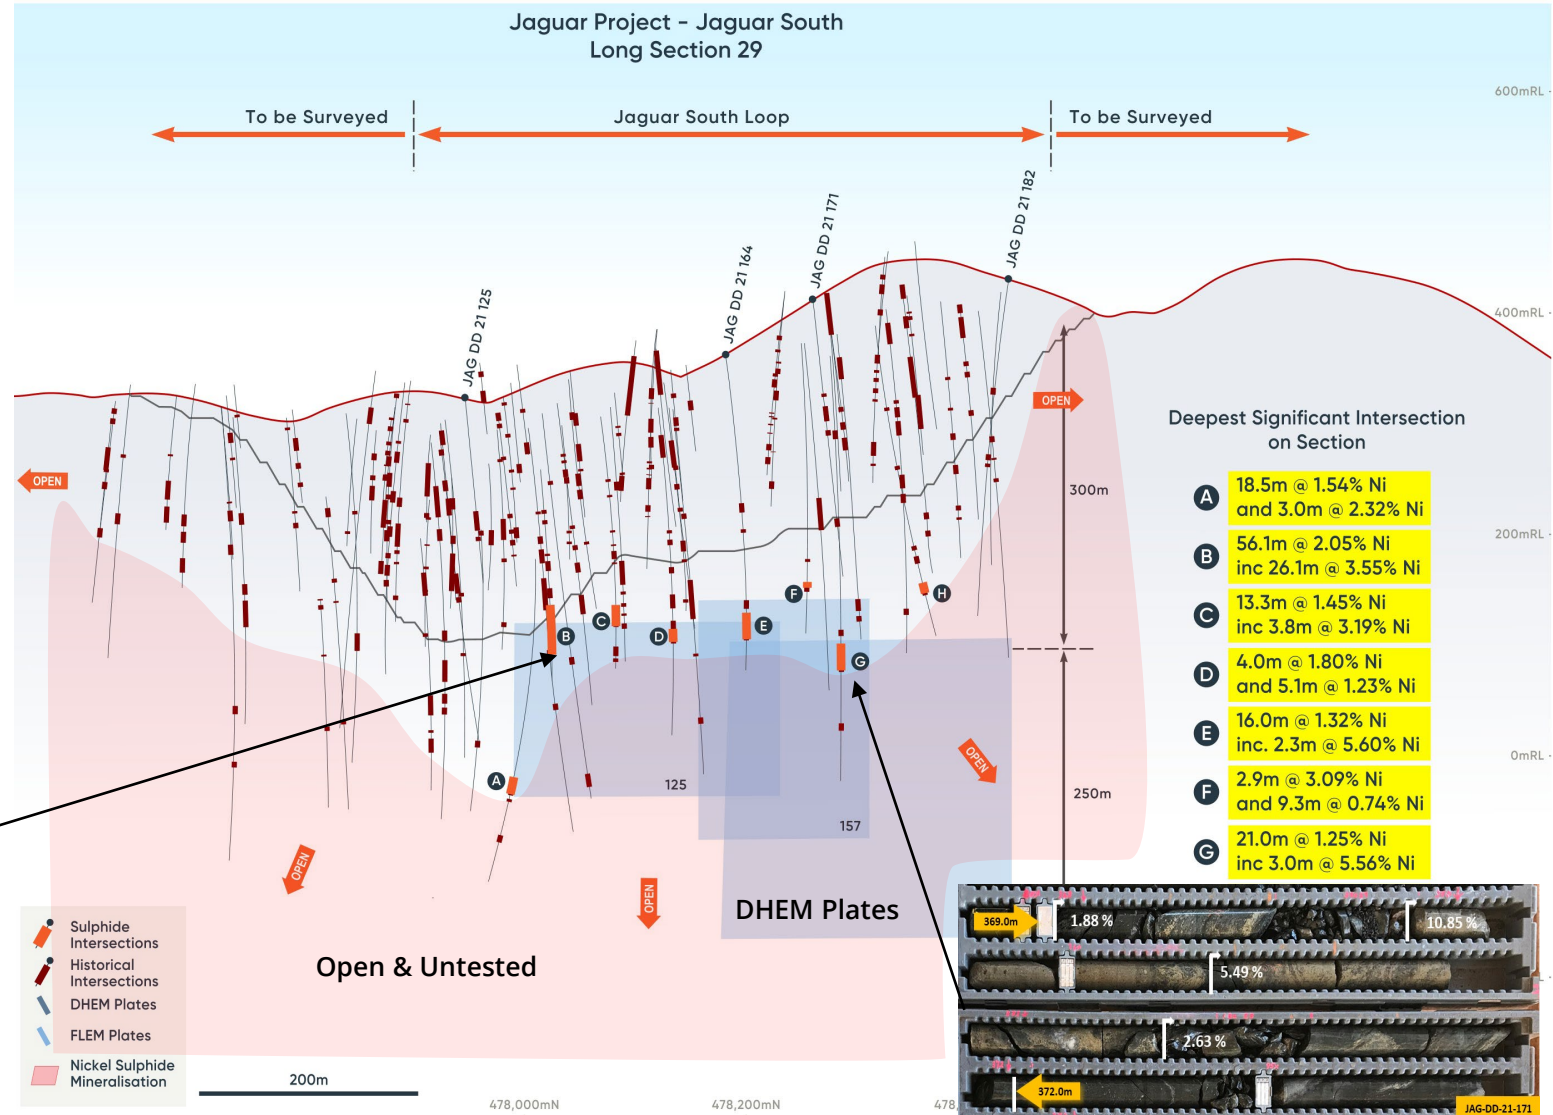 Jaguar Project - Jaguar South
Long Section 29
600mRL
To be Surveyed
Jaguar South Loop
To be Surveyed
JAG DD 21 125
JAG DD 21 164
JAG DD 21 171
JAG DD 21 182
400mRL
200mRL
0mRL
OPEN
OPEN
OPEN
OPEN
OPEN
300m
250m
A
B
C
D
E
F
G
H
125
157
DHEM Plates
Open & Untested
Deepest Significant Intersection
on Section
A
18.5m @ 1.54% Ni
and 3.0m @ 2.32% Ni
B
56.1m @ 2.05% Ni
inc 26.1m @ 3.55% Ni
C
13.3m @ 1.45% Ni
inc 3.8m @ 3.19% Ni
D
4.0m @ 1.80% Ni
and 5.1m @ 1.23% Ni
E
16.0m @ 1.32% Ni
inc. 2.3m @ 5.60% Ni
F
2.9m @ 3.09% Ni
and 9.3m @ 0.74% Ni
G
21.0m @ 1.25% Ni
inc 3.0m @ 5.56% Ni
Sulphide
Intersections
Historical
Intersections
DHEM Plates
FLEM Plates
Nickel Sulphide
Mineralisation
200m
478,000mN
478,200mN
478,
369.0m
1.88 %
10.85 %
5.49 %
2.63 %
372.0m
JAG-DD-21-171